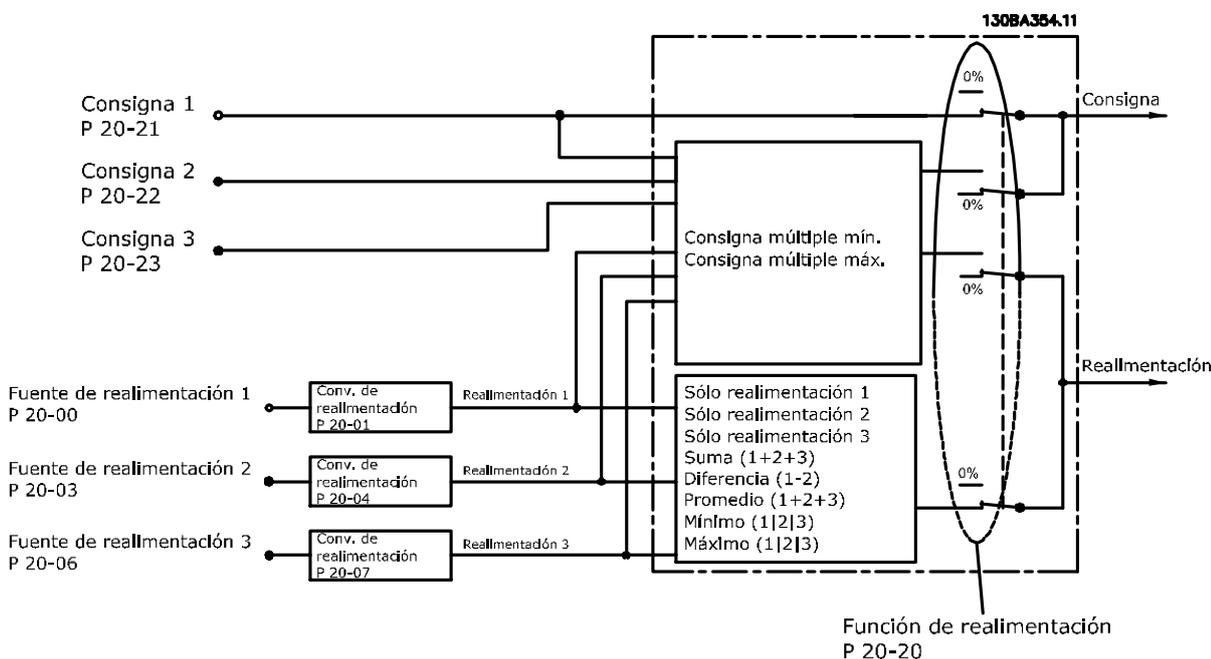 130BA354.11
0%
Consigna 1
P 20-21
Consigna
Consigna 2
P 20-22
0%
Consigna 3
P 20-23
Consigna múltiple mín.
Consigna múltiple máx.
0%
Realimentación
Fuente de realimentación 1
P 20-00
Conv. de
realimentación
P 20-01
Realimentación 1
Sólo realimentación 1
Sólo realimentación 2
Sólo realimentación 3
Suma (1+2+3)
Diferencia (1-2)
Promedio (1+2+3)
Mínimo (1|2|3)
Máximo (1|2|3)
0%
Fuente de realimentación 2
P 20-03
Conv. de
realimentación
P 20-04
Realimentación 2
Fuente de realimentación 3
P 20-06
Conv. de
realimentación
P 20-07
Realimentación 3
Función de realimentación
P 20-20